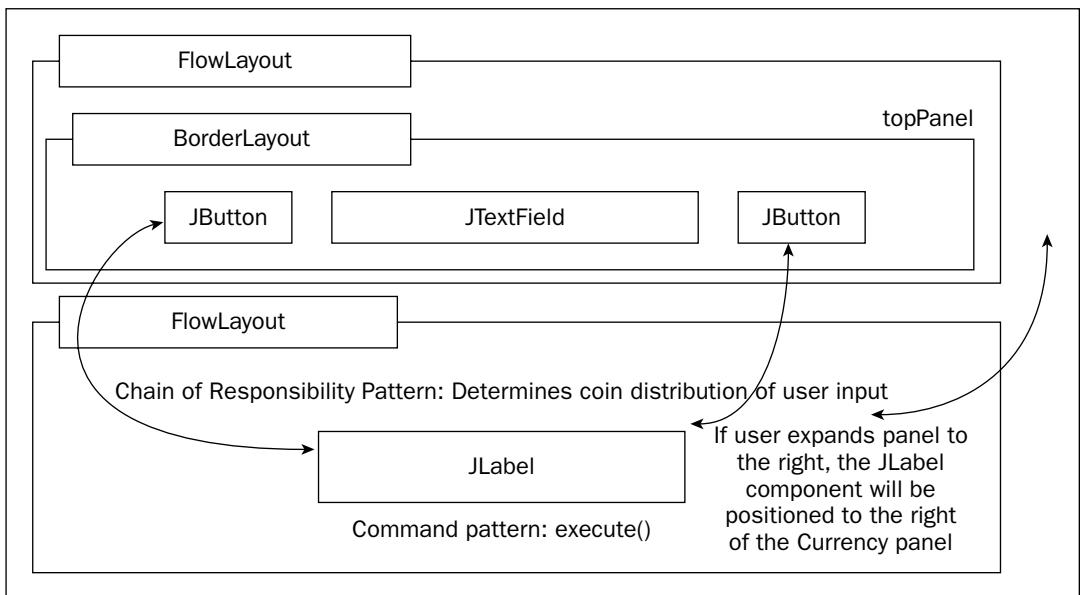 FlowLayout
topPanel
BorderLayout
JButton
JTextField
JButton
FlowLayout
Chain of Responsibility Pattern: Determines coin distribution of user input
JLabel
If user expands panel to
the right, the JLabel
component will be
positioned to the right
of the Currency panel
Command pattern: execute()